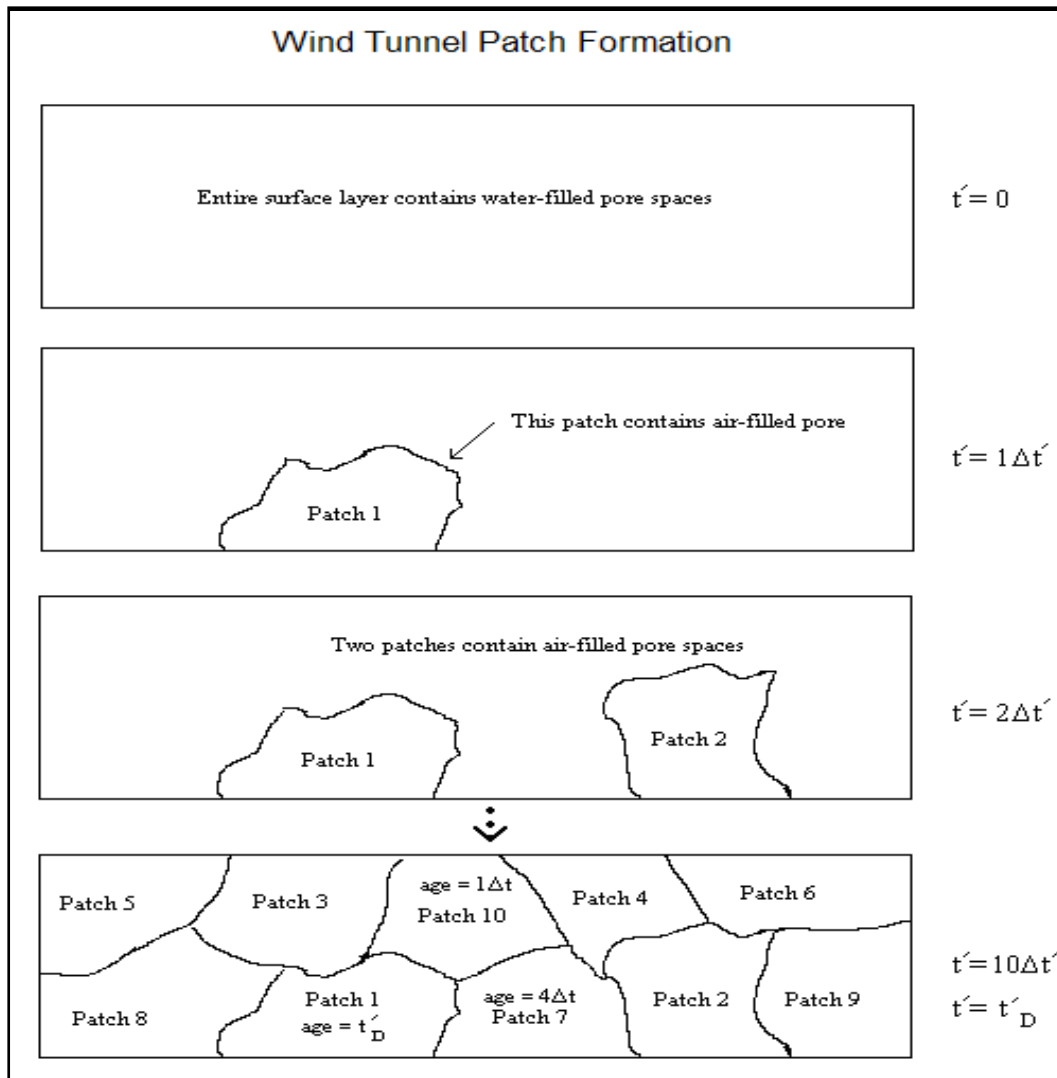 Wind Tunnel Patch Formation
Entire surface layer contains water-filled pore spaces
t´= 0
This patch contains air-filled pore
Patch 1
t´= 1Δt´
Two patches contain air-filled pore spaces
Patch 1
Patch 2
t´= 2Δt´
Patch 5
Patch 3
age = 1Δt
Patch 10
Patch 4
Patch 6
Patch 8
Patch 1
age = t´D
age = 4Δt
Patch 7
Patch 2
Patch 9
t´= 10Δt´
t´= t´D